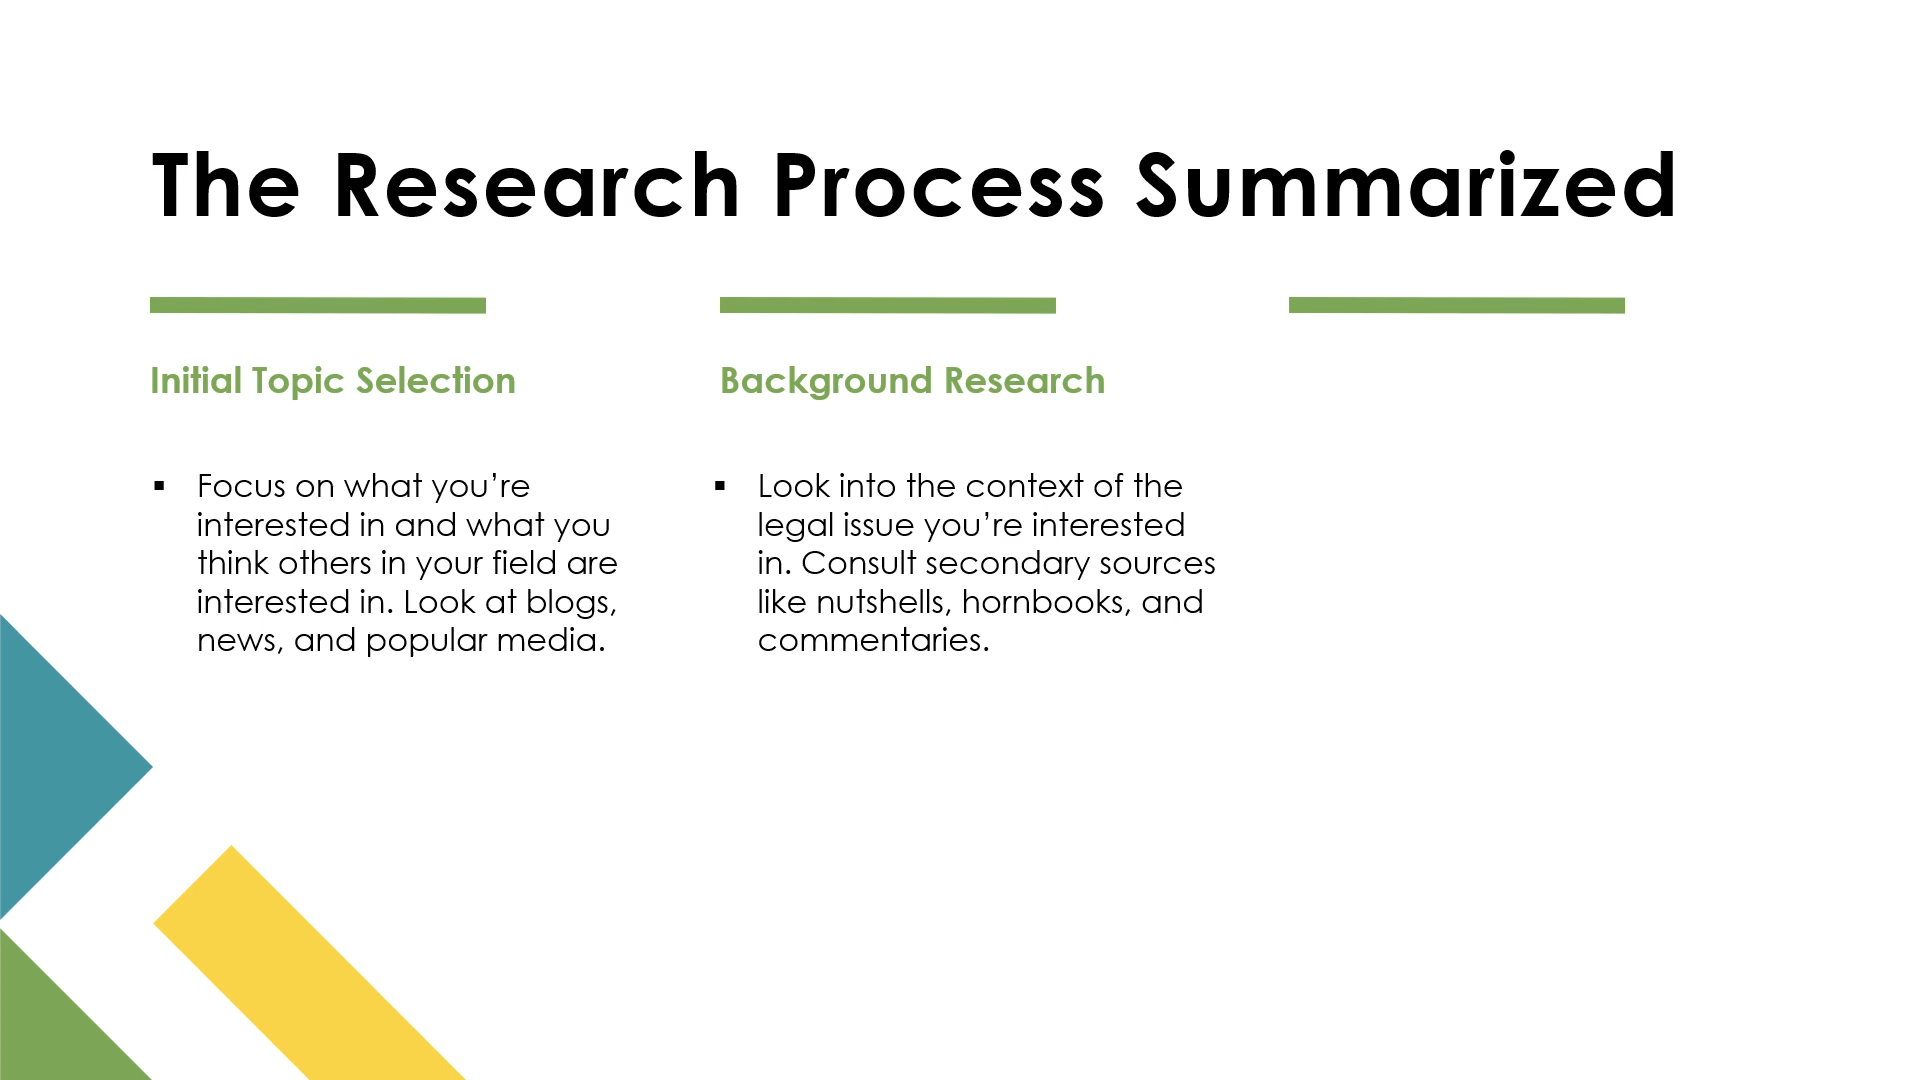 The Research Process Summarized
Initial Topic Selection
▪ Focus on what you’re
interested in and what you
think others in your field are
interested in. Look at blogs,
news, and popular media.
Background Research
▪ Look into the context of the
legal issue you’re interested
in. Consult secondary sources
like nutshells, hornbooks, and
commentaries.